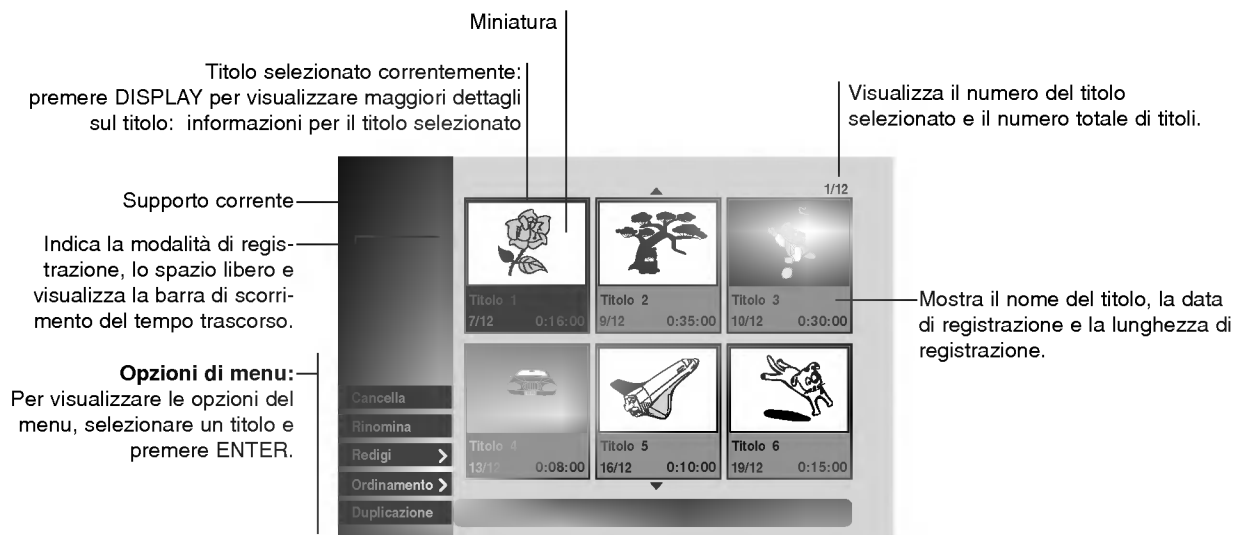 Miniatura
Titolo selezionato correntemente:
premere DISPLAY per visualizzare maggiori dettagli
sul titolo: informazioni per il titolo selezionato
Visualizza il numero del titolo
selezionato e il numero totale di titoli.
Supporto corrente
Indica la modalità di regis-
trazione, lo spazio libero e
visualizza la barra di scorri-
mento del tempo trascorso.
Opzioni di menu:
Per visualizzare le opzioni del
menu, selezionare un titolo e
premere ENTER.
1/12
Titolo 1
7/12 0:16:00
Titolo 2
9/12 0:35:00
Titolo 3
10/12 0:30:00
Mostra il nome del titolo, la data
di registrazione e la lunghezza di
registrazione.
Titolo 4
13/12 0:08:00
Titolo 5
16/12 0:10:00
Titolo 6
19/12 0:15:00
Cancella
Rinomina
Redigi
Ordinamento
Duplicazione